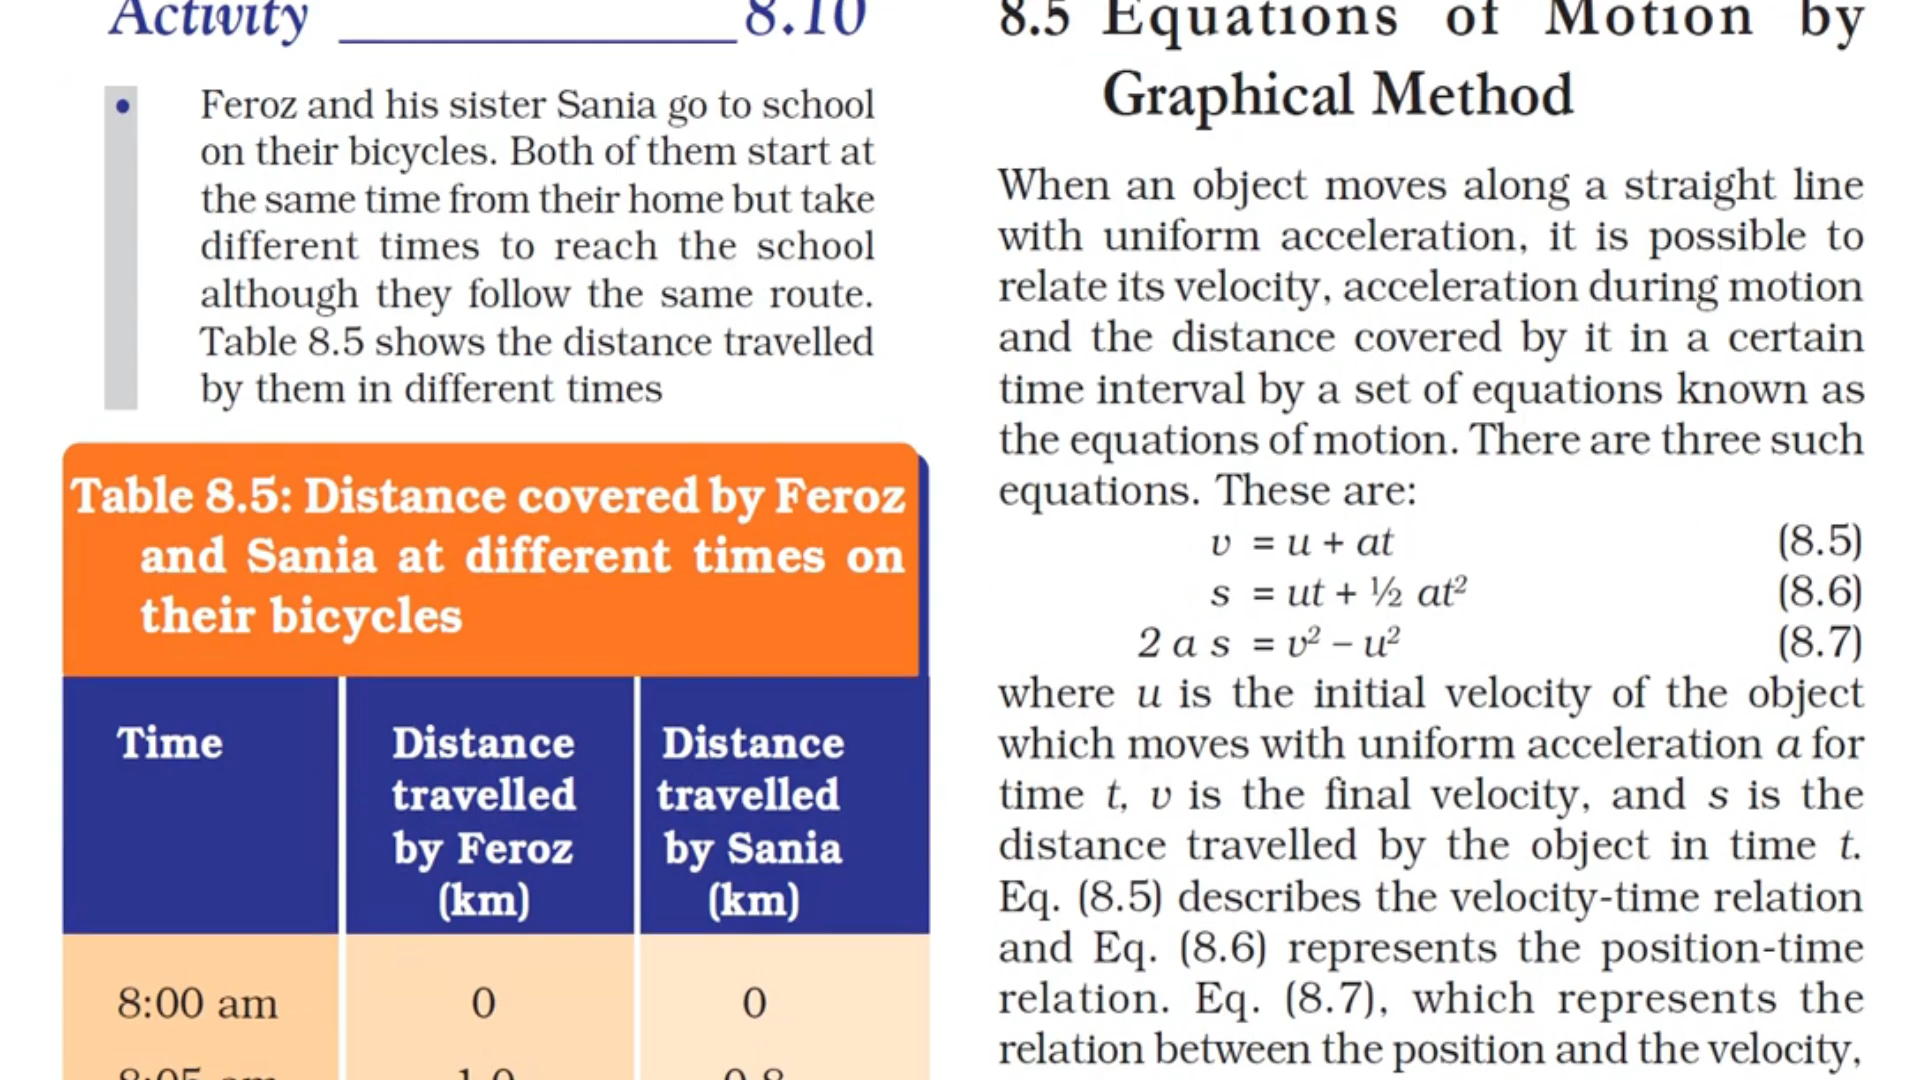 Activity 8.10
• Feroz and his sister Sania go to school
on their bicycles. Both of them start at
the same time from their home but take
different times to reach the school
although they follow the same route.
Table 8.5 shows the distance travelled
by them in different times
Table 8.5: Distance covered by Feroz
and Sania at different times on
their bicycles
Time
Distance
travelled
by Feroz
(km)
Distance
travelled
by Sania
(km)
8:00 am 0 0
8:05 am 1.0 0.8
8.5 Equations of Motion by
Graphical Method
When an object moves along a straight line
with uniform acceleration, it is possible to
relate its velocity, acceleration during motion
and the distance covered by it in a certain
time interval by a set of equations known as
the equations of motion. There are three such
equations. These are:
v = u + at (8.5)
s = ut + ½ at² (8.6)
2 a s = v² – u² (8.7)
where u is the initial velocity of the object
which moves with uniform acceleration a for
time t, v is the final velocity, and s is the
distance travelled by the object in time t.
Eq. (8.5) describes the velocity-time relation
and Eq. (8.6) represents the position-time
relation. Eq. (8.7), which represents the
relation between the position and the velocity,